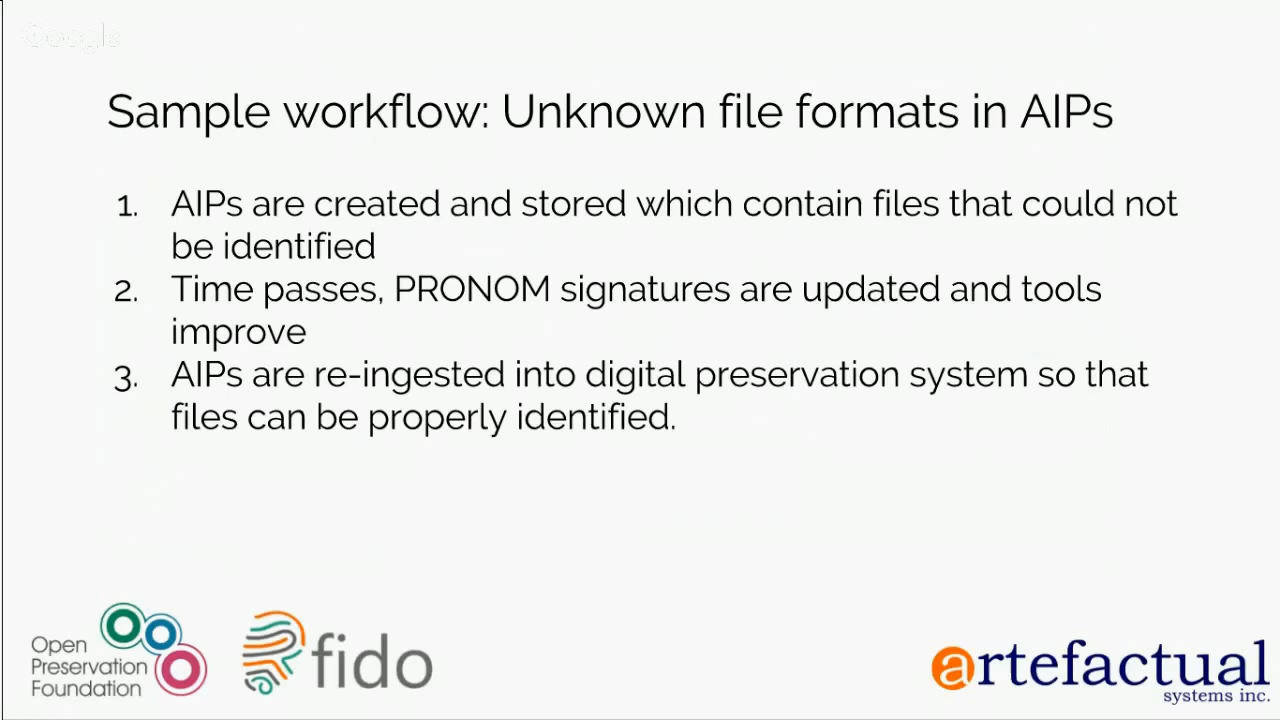 Google
Sample workflow: Unknown file formats in AIPs
1. AIPs are created and stored which contain files that could not
be identified
2. Time passes, PRONOM signatures are updated and tools
improve
3. AIPs are re-ingested into digital preservation system so that
files can be properly identified.
Open
Preservation
Foundation
fido
artefactual
systems inc.